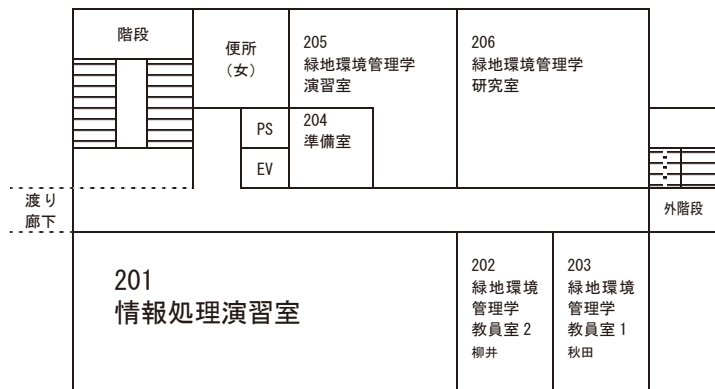 階段
便所
（女）
205
緑地環境管理学
演習室
206
緑地環境管理学
研究室
PS
204
準備室
EV
渡り
廊下
外階段
201
情報処理演習室
202
緑地環境
管理学
教員室２
柳井
203
緑地環境
管理学
教員室１
秋田